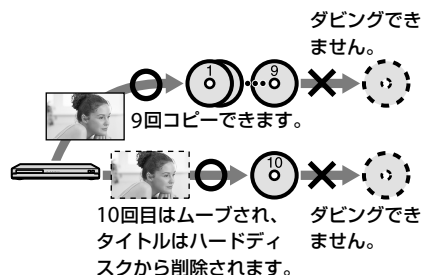 ダビングでき
ません。
1
9
9回コピーできます。
10
10回目はムーブされ、
タイトルはハードディ
スクから削除されます。
ダビングでき
ません。